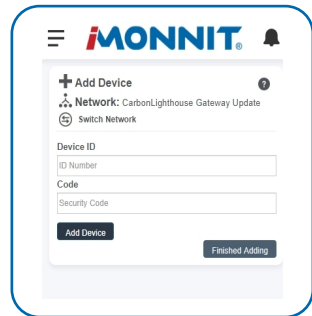 iMONNIT®
Add Device
Network: CarbonLighthouse Gateway Update
Switch Network
Device ID
ID Number
Code
Security Code
Add Device
Finished Adding